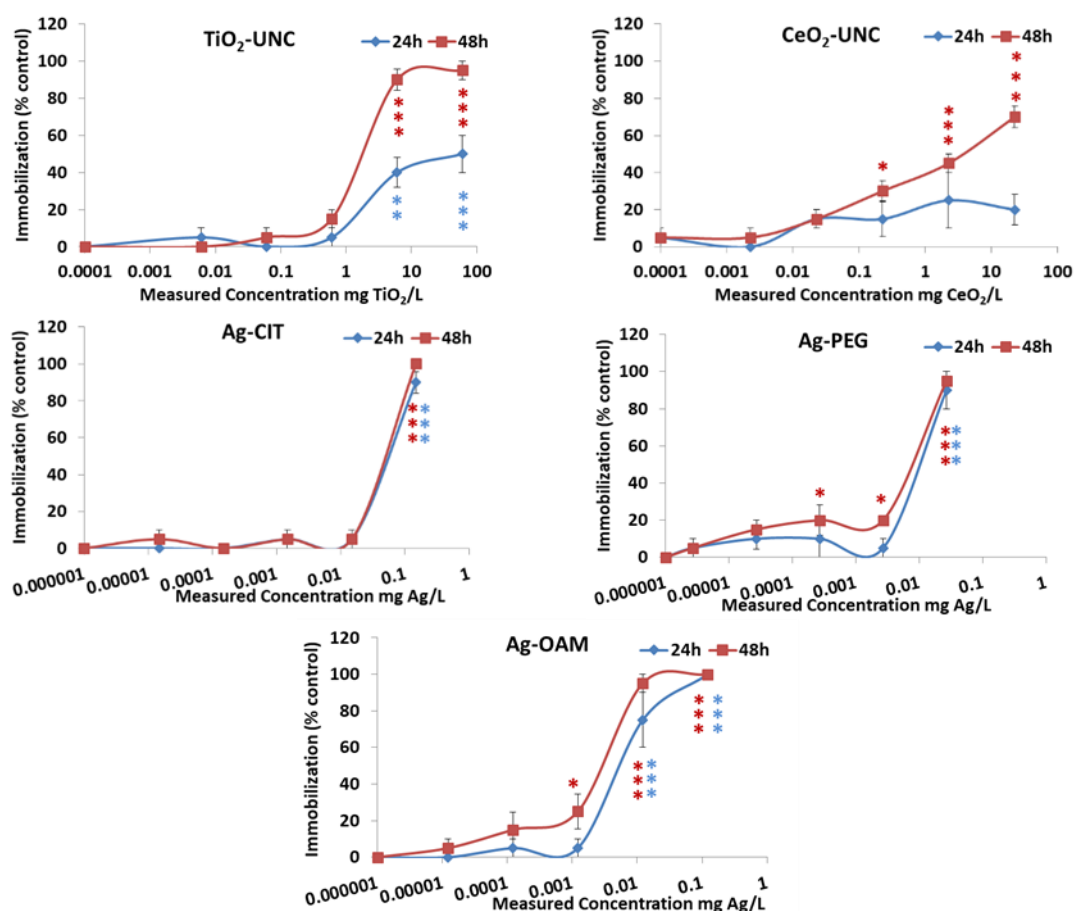 TiO₂-UNC
24h 48h
Immobilization (% control)
120
100
80
60
40
20
0
*** ***
** ***
0.0001 0.001 0.01 0.1 1 10 100
Measured Concentration mg TiO₂/L
CeO₂-UNC
24h 48h
Immobilization (% control)
120
100
80
60
40
20
0
* *** ***
0.0001 0.001 0.01 0.1 1 10 100
Measured Concentration mg CeO₂/L
Ag-CIT
24h 48h
Immobilization (% control)
120
100
80
60
40
20
0
*** ***
0.000001 0.00001 0.0001 0.001 0.01 0.1 1
Measured Concentration mg Ag/L
Ag-PEG
24h 48h
Immobilization (% control)
120
100
80
60
40
20
0
* * *** ***
0.000001 0.00001 0.0001 0.001 0.01 0.1 1
Measured Concentration mg Ag/L
Ag-OAM
24h 48h
Immobilization (% control)
120
100
80
60
40
20
0
* *** *** *** ***
0.000001 0.00001 0.0001 0.001 0.01 0.1 1
Measured Concentration mg Ag/L